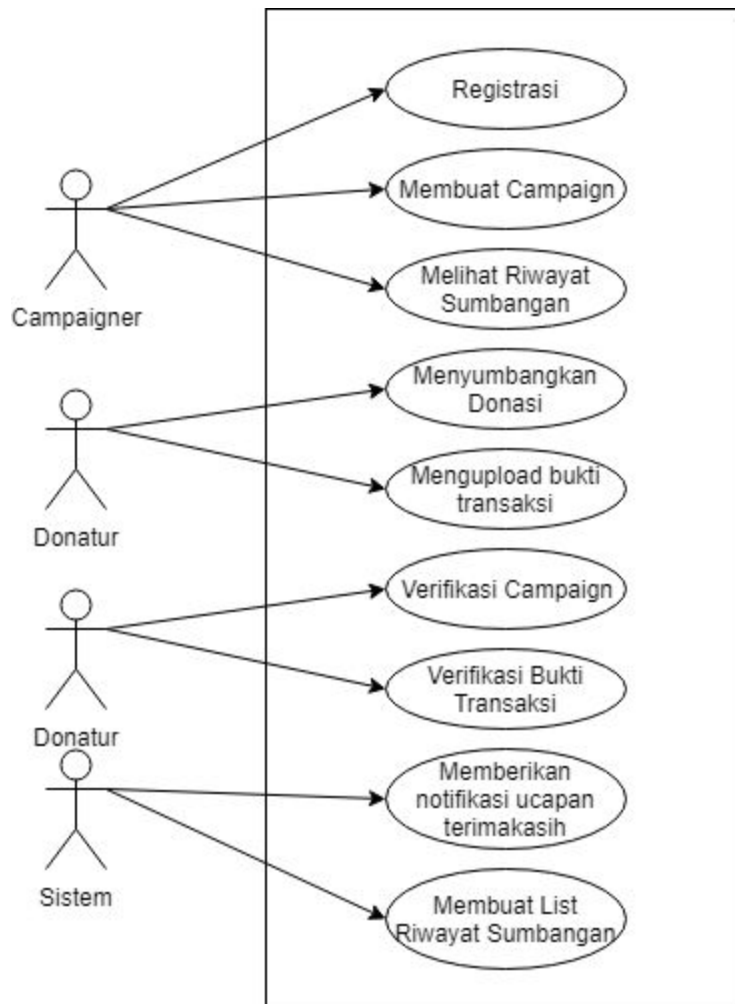 Registrasi
Membuat Campaign
Melihat Riwayat
Sumbangan
Campaigner
Menyumbangkan
Donasi
Mengupload bukti
transaksi
Donatur
Verifikasi Campaign
Verifikasi Bukti
Transaksi
Donatur
Memberikan
notifikasi ucapan
terimakasih
Sistem
Membuat List
Riwayat Sumbangan